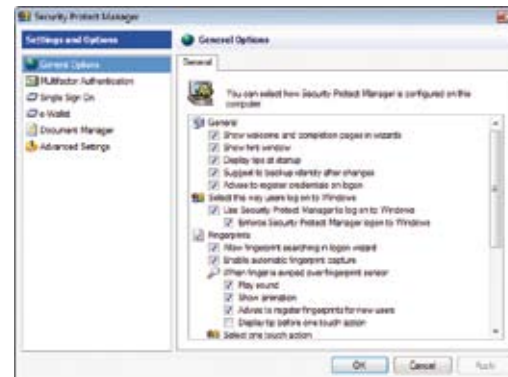 Security Protect Manager
Settings and Options
General Options
Multifactor Authentication
Single Sign On
e-Wallet
Document Manager
Advanced Settings
General Options
General
You can select how Security Protect Manager is configured on this
computer
General
Show welcome and completion pages in wizards
Show hint window
Display tips at startup
Suggest to backup identity after changes
Advise to register credentials on logon
Select the way users log on to Windows
Use Security Protect Manager to log on to Windows
Enforce Security Protect Manager logon to Windows
Fingerprints
Allow fingerprint searching in logon wizard
Enable automatic fingerprint capture
When finger is swiped over fingerprint sensor
Play sound
Show animation
Advise to register fingerprints for new users
Display tip before one touch action
Select one touch action
OK
Cancel
Apply